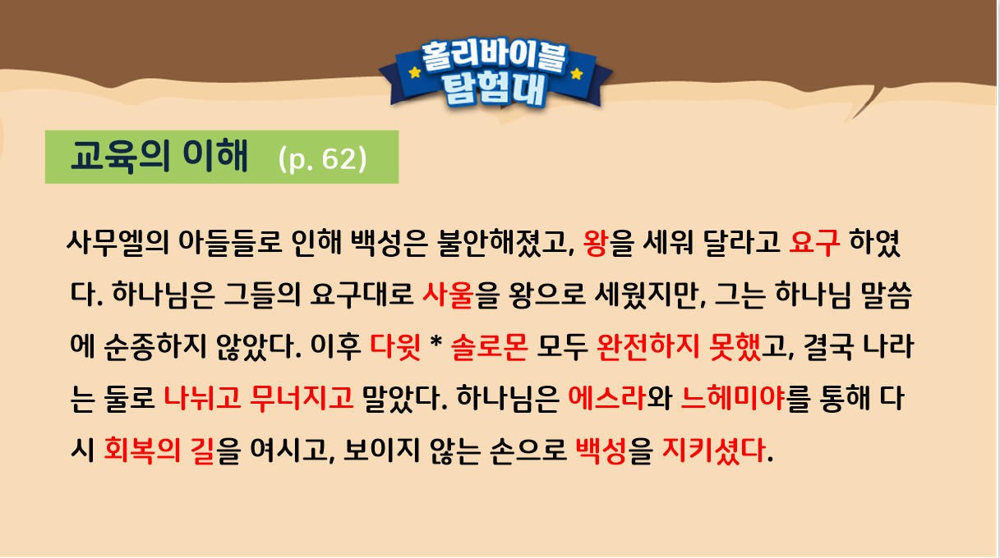 홀리바이블
탐험대
교육의 이해 (p. 62)
사무엘의 아들들로 인해 백성은 불안해졌고, 왕을 세워 달라고 요구 하였
다. 하나님은 그들의 요구대로 사울을 왕으로 세웠지만, 그는 하나님 말씀
에 순종하지 않았다. 이후 다윗 * 솔로몬 모두 완전하지 못했고, 결국 나라
는 둘로 나뉘고 무너지고 말았다. 하나님은 에스라와 느헤미야를 통해 다
시 회복의 길을 여시고, 보이지 않는 손으로 백성을 지키셨다.